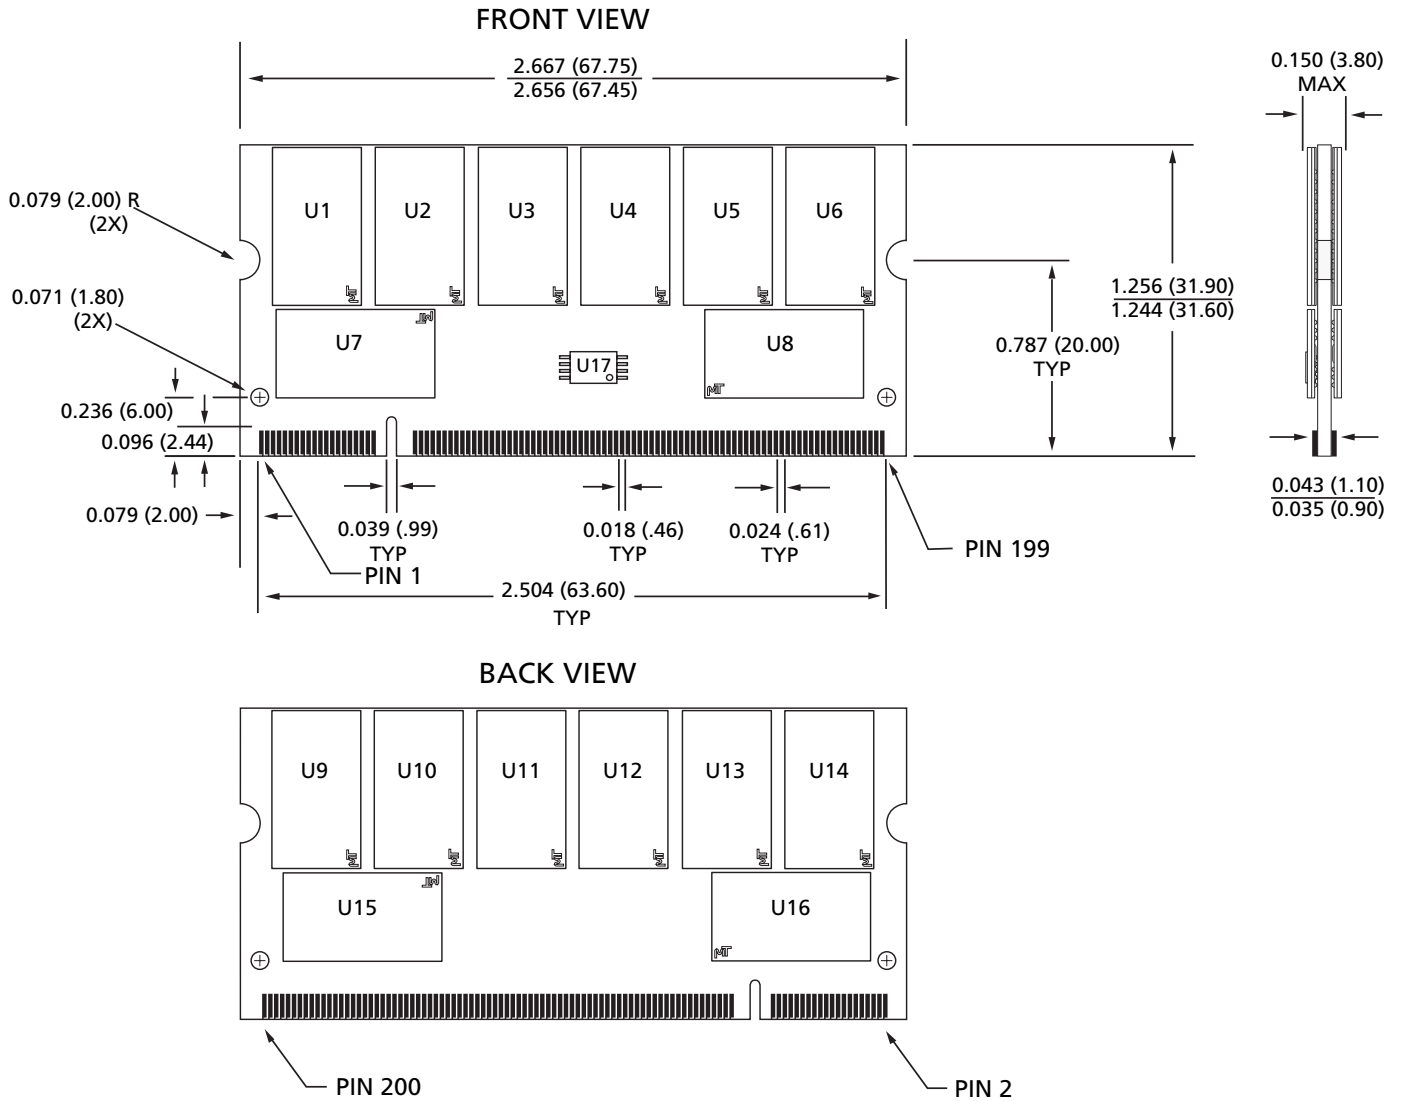 FRONT VIEW
2.667 (67.75)
2.656 (67.45)
0.150 (3.80)
MAX
0.079 (2.00) R
(2X)
U1 U2 U3 U4 U5 U6
0.071 (1.80)
(2X)
1.256 (31.90)
1.244 (31.60)
U7 U17 U8
0.787 (20.00)
TYP
0.236 (6.00)
0.096 (2.44)
0.043 (1.10)
0.035 (0.90)
0.079 (2.00)
0.039 (.99)
TYP
0.018 (.46)
TYP
0.024 (.61)
TYP
PIN 199
PIN 1
2.504 (63.60)
TYP
BACK VIEW
U9 U10 U11 U12 U13 U14
U15 U16
PIN 200
PIN 2